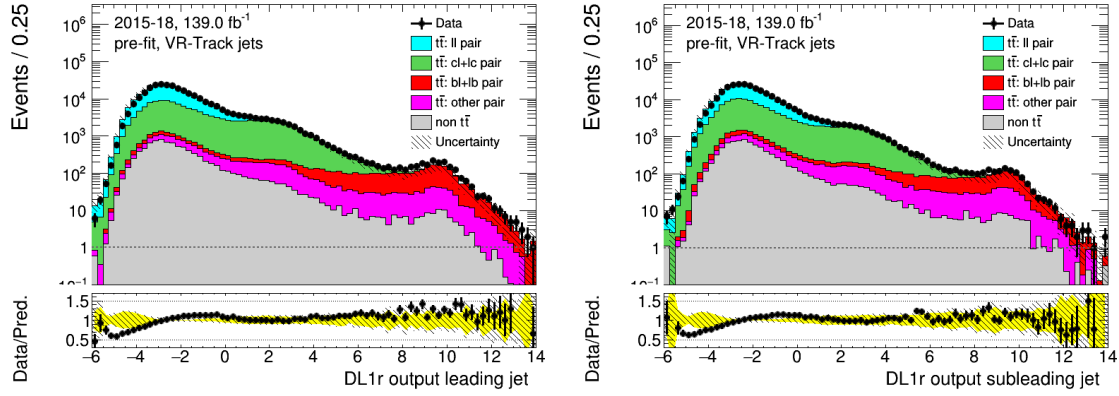 Events / 0.25
10⁶
10⁵
10⁴
10³
10²
10
1
10⁻¹
2015-18, 139.0 fb⁻¹
pre-fit, VR-Track jets
Data
tt̄: ll pair
tt̄: cl+lc pair
tt̄: bl+lb pair
tt̄: other pair
non tt̄
Uncertainty
Data/Pred.
1.5
1
0.5
−6 −4 −2 0 2 4 6 8 10 12 14
DL1r output leading jet
Events / 0.25
10⁶
10⁵
10⁴
10³
10²
10
1
10⁻¹
2015-18, 139.0 fb⁻¹
pre-fit, VR-Track jets
Data
tt̄: ll pair
tt̄: cl+lc pair
tt̄: bl+lb pair
tt̄: other pair
non tt̄
Uncertainty
Data/Pred.
1.5
1
0.5
−6 −4 −2 0 2 4 6 8 10 12 14
DL1r output subleading jet